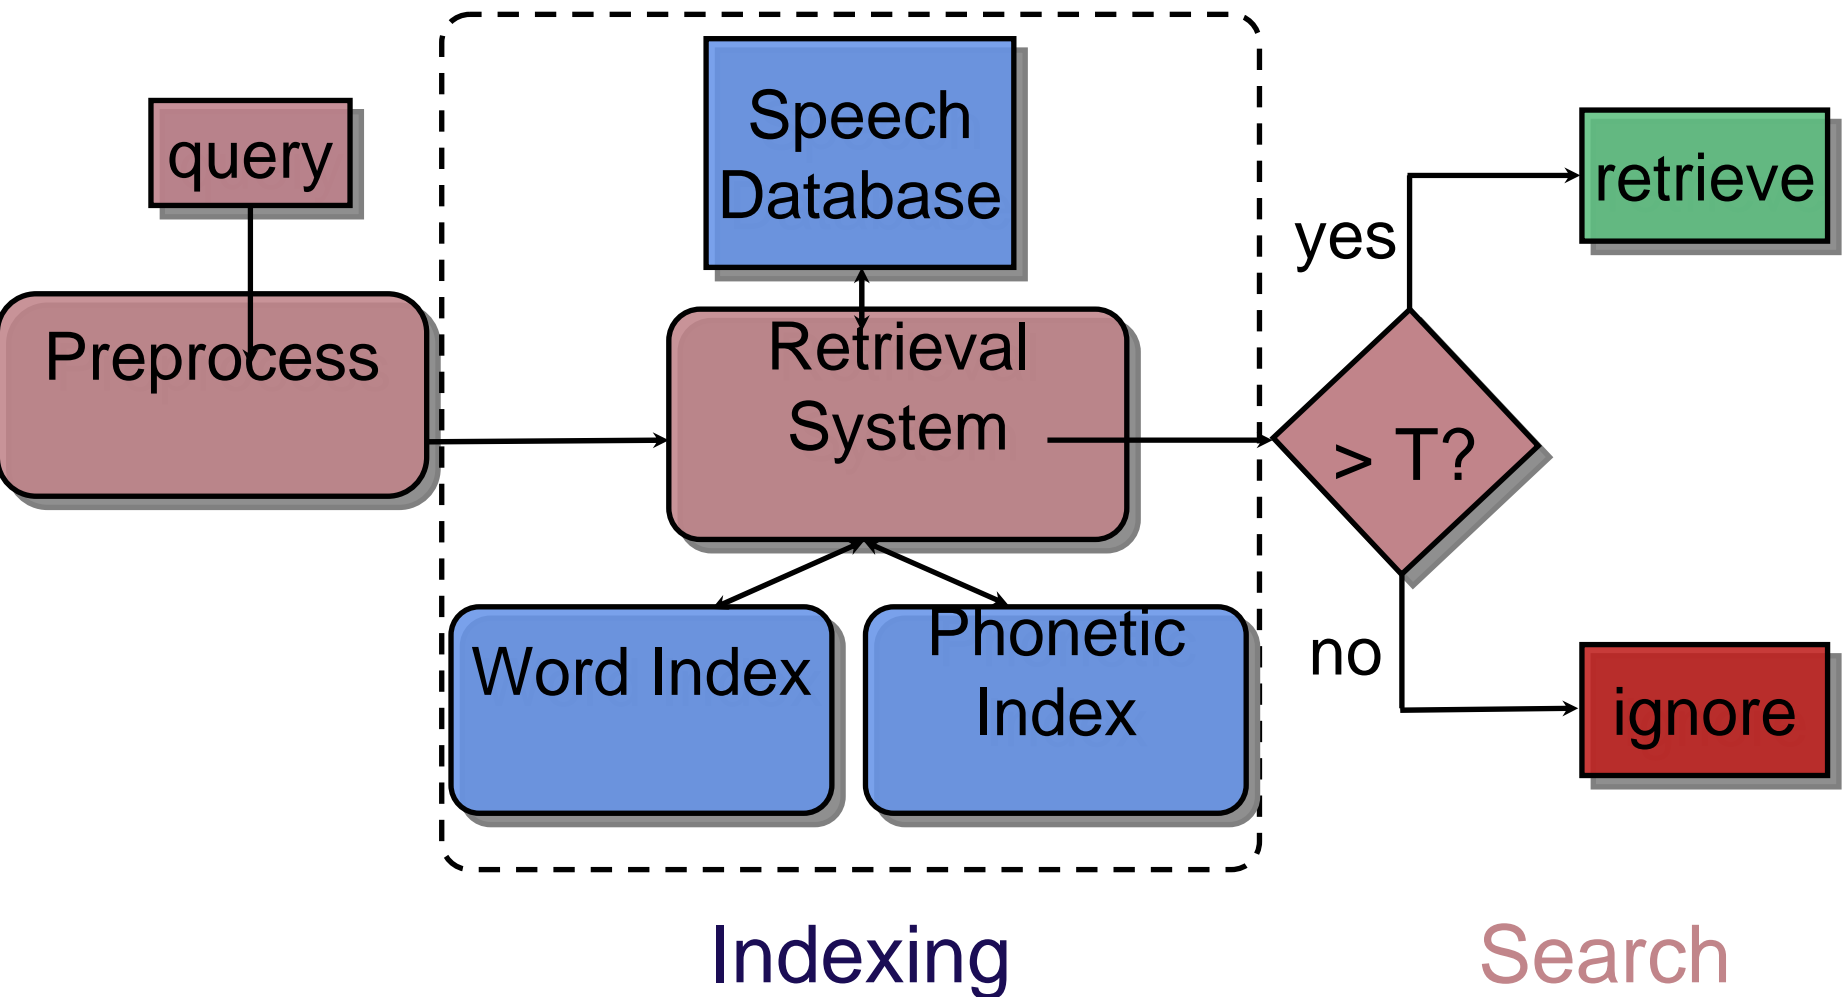 query
Preprocess
Speech
Database
Retrieval
System
Word Index
Phonetic
Index
> T?
yes
no
retrieve
ignore
Indexing
Search